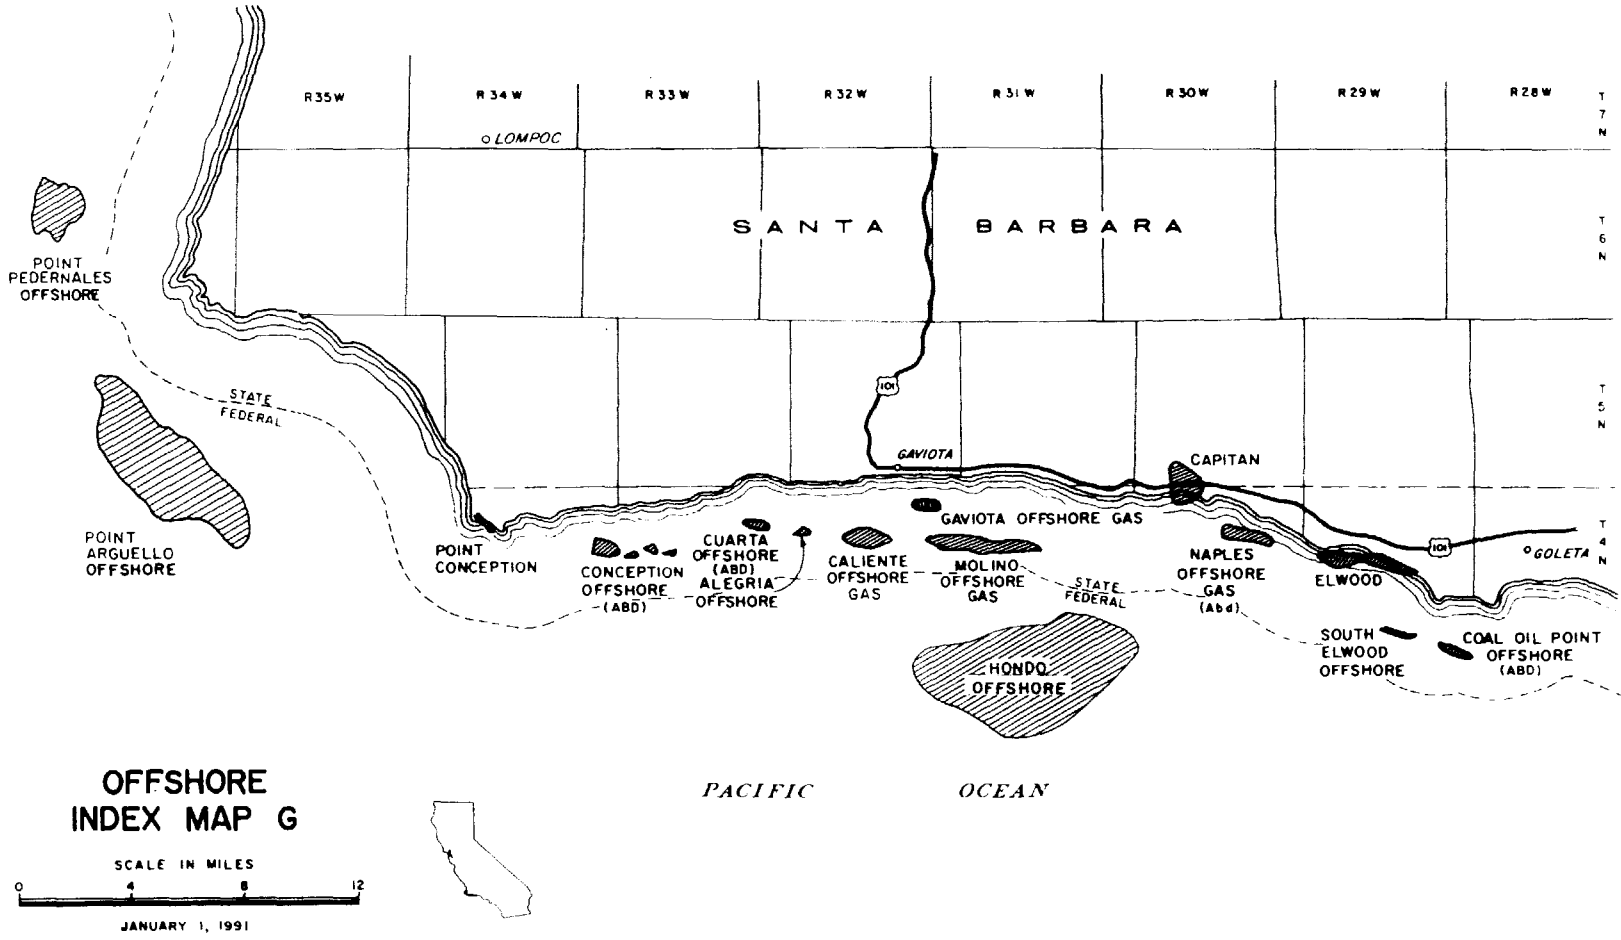 R35W R34W R33W R32W R31W R30W R29W R28W
T
7
N
LOMPOC
SANTA BARBARA
T
6
N
POINT
PEDERNALES
OFFSHORE
STATE
FEDERAL
101
T
5
N
GAVIOTA
CAPITAN
GAVIOTA OFFSHORE GAS
POINT
ARGUELLO
OFFSHORE
POINT
CONCEPTION
CONCEPTION
OFFSHORE
(ABD)
CUARTA
OFFSHORE
(ABD)
ALEGRIA
OFFSHORE
CALIENTE
OFFSHORE
GAS
MOLINO
OFFSHORE
GAS
STATE
FEDERAL
NAPLES
OFFSHORE
GAS
(Abd)
ELWOOD
101
GOLETA
T
4
N
HONDO
OFFSHORE
SOUTH
ELWOOD
OFFSHORE
COAL OIL POINT
OFFSHORE
(ABD)
PACIFIC OCEAN
OFFSHORE
INDEX MAP G
SCALE IN MILES
0 4 8 12
JANUARY 1, 1991